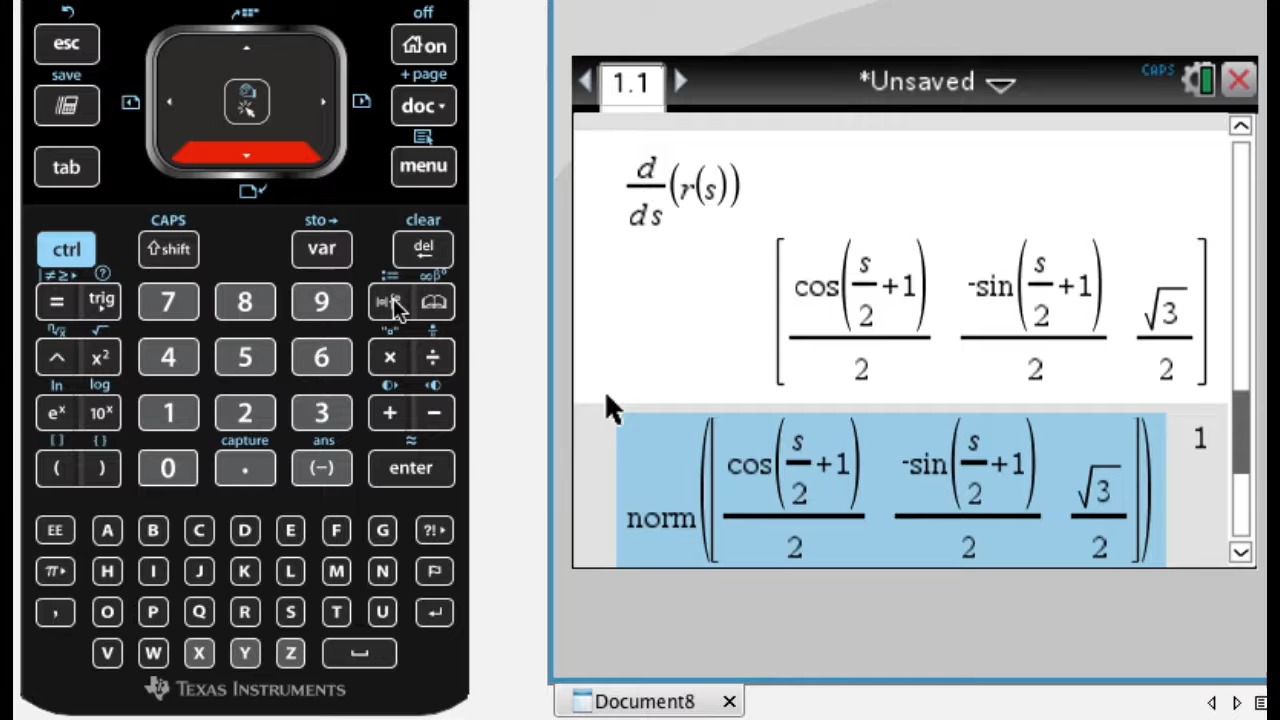 off
esc
on
save
+ page
doc
tab
menu
CAPS
sto→
clear
ctrl
⇧shift
var
del
|≠≥▸
:=
∞β°
=
trig
7
8
9
ⁿ√x
√
"□"
^
x²
4
5
6
×
÷
ln
log
eˣ
10ˣ
1
2
3
+
−
[ ]
{ }
capture
ans
≈
(
)
0
.
(−)
enter
EE
A
B
C
D
E
F
G
?!▸
π▸
H
I
J
K
L
M
N
,
O
P
Q
R
S
T
U
V
W
X
Y
Z
TEXAS INSTRUMENTS
1.1
*Unsaved
CAPS
d/ds(r(s))
[cos(s/2+1)/2 -sin(s/2+1)/2 √3/2]
norm([cos(s/2+1)/2 -sin(s/2+1)/2 √3/2]) 1
Document8